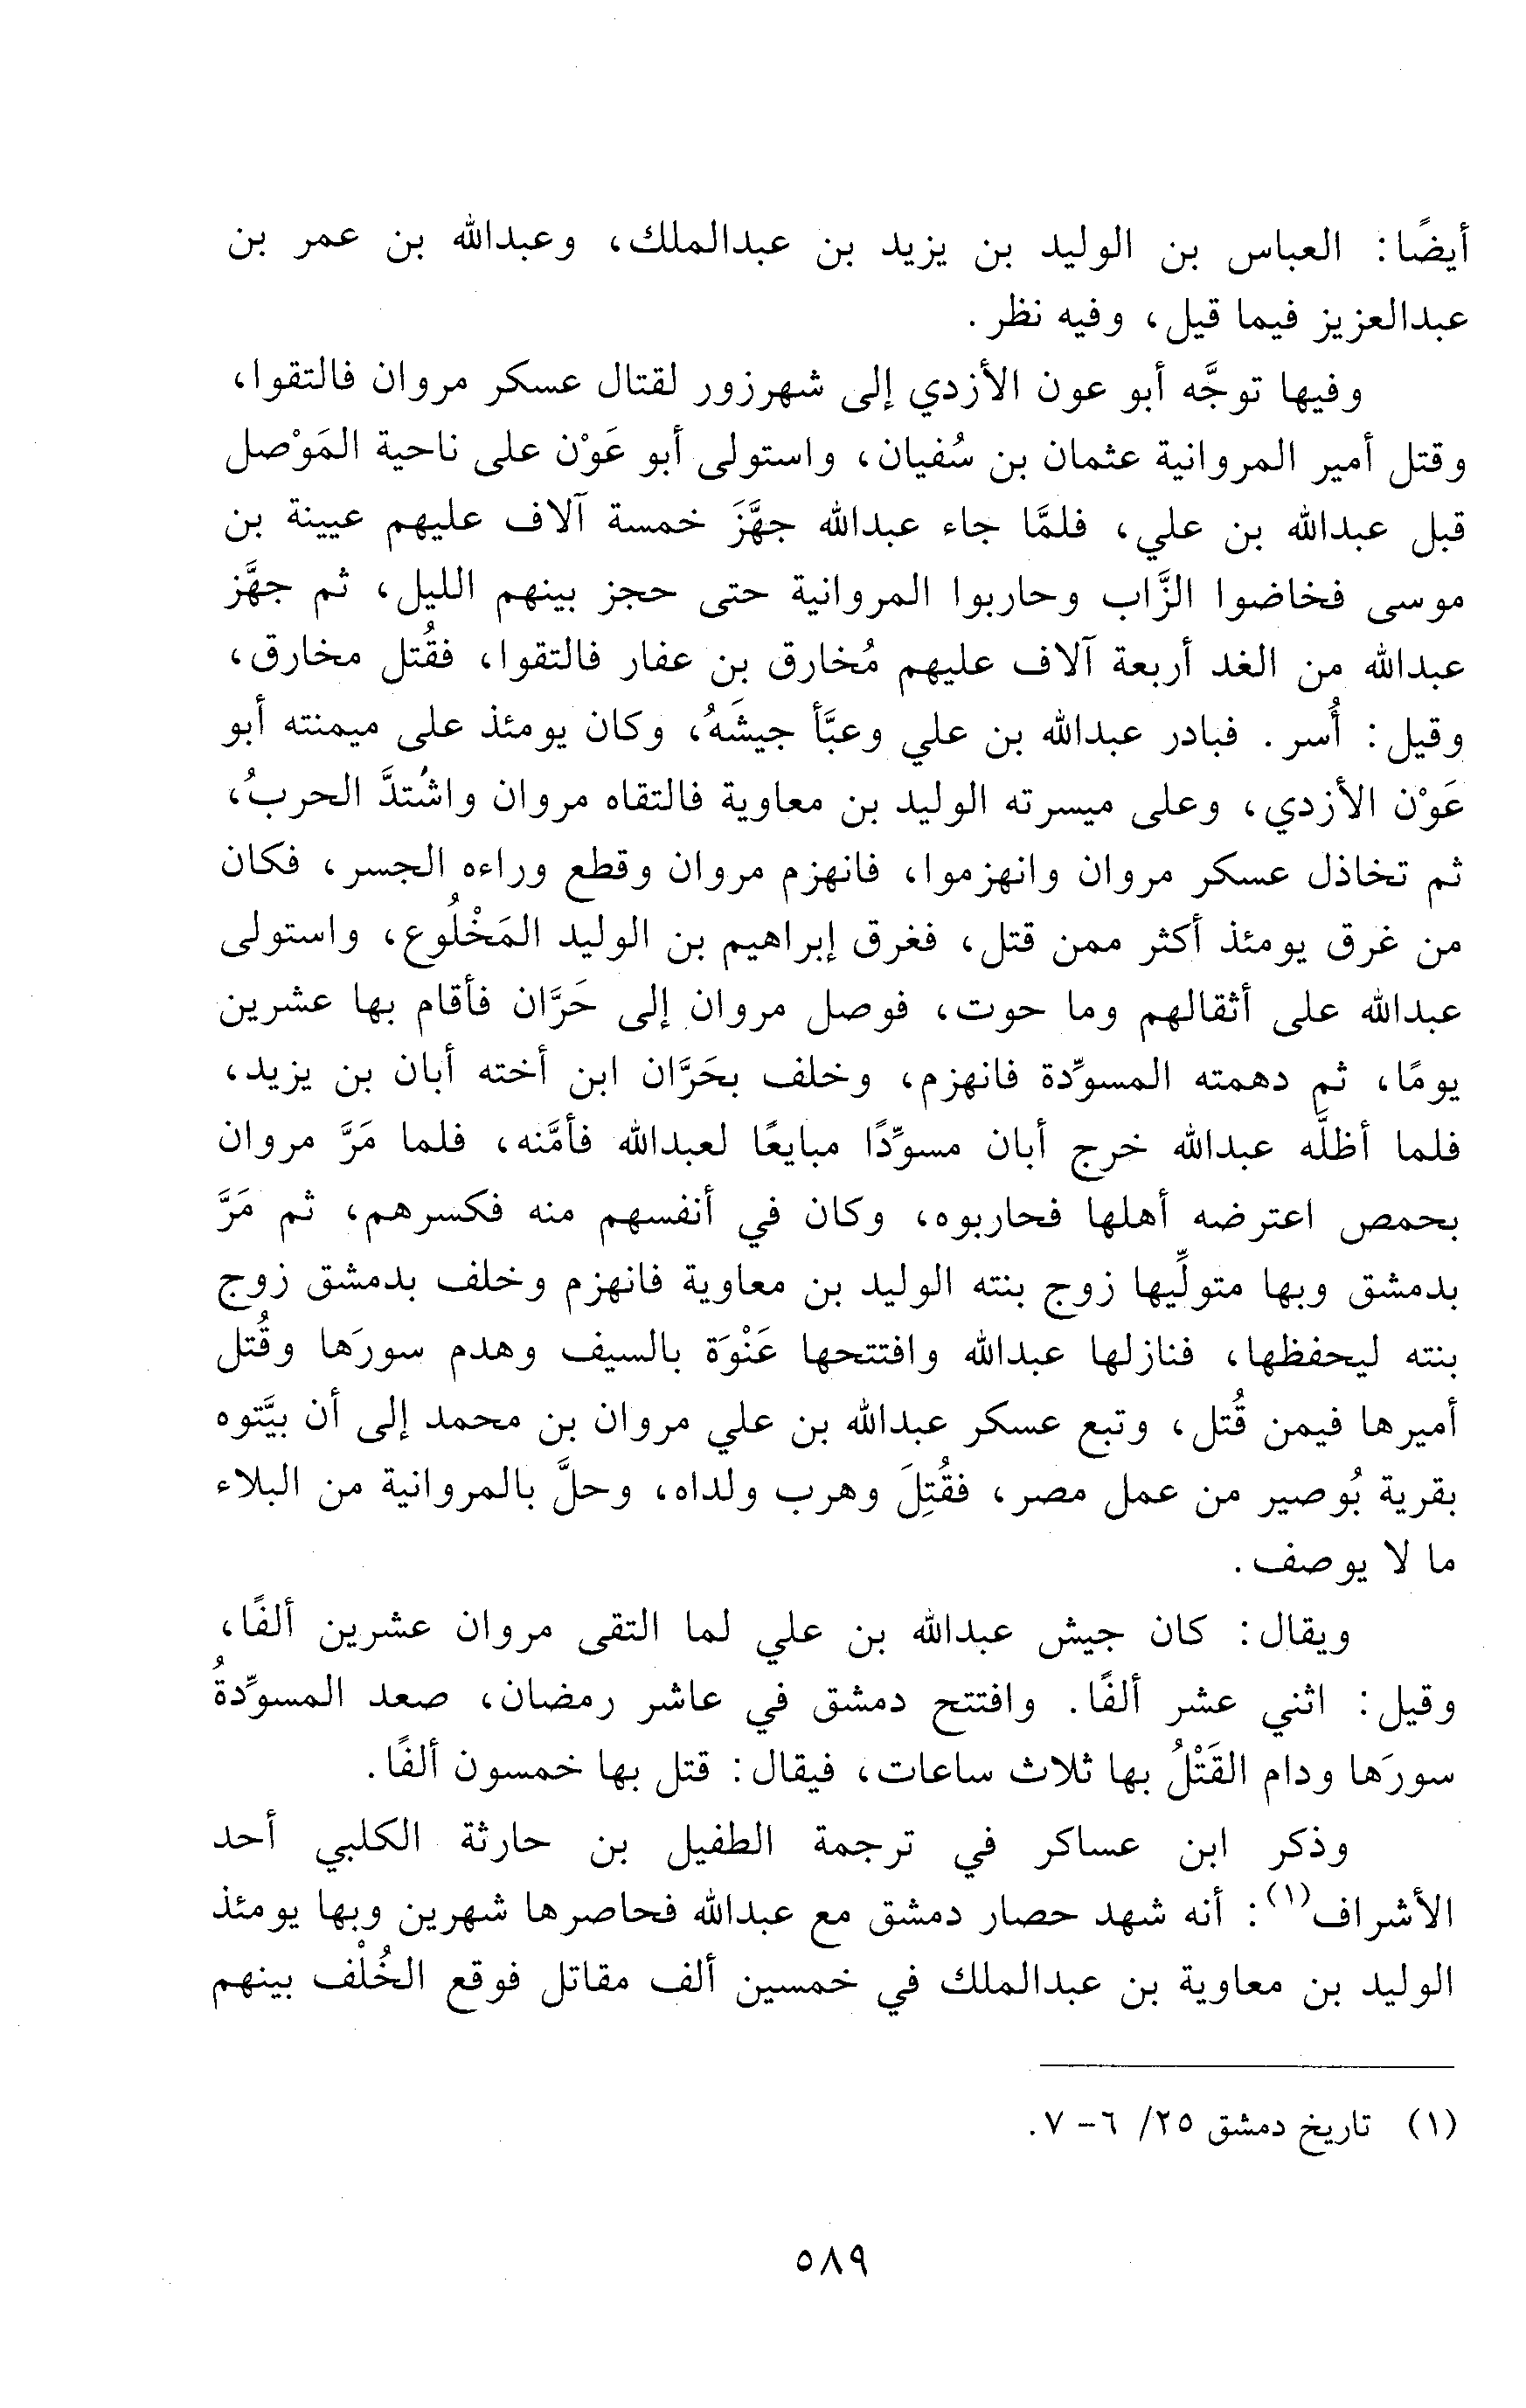 أيضًا: العباس بن الوليد بن يزيد بن عبدالملك، وعبدالله بن عمر بن
عبدالعزيز فيما قيل، وفيه نظر.
وفيها توجَّه أبو عون الأزدي إلى شهرزور لقتال عسكر مروان فالتقوا،
وقتل أمير المروانية عثمان بن سُفيان، واستولى أبو عَوْن على ناحية المَوْصل
قبل عبدالله بن علي، فلمَّا جاء عبدالله جهَّزَ خمسة آلاف عليهم عيينة بن
موسى فخاضوا الزَّاب وحاربوا المروانية حتى حجز بينهم الليل، ثم جهَّز
عبدالله من الغد أربعة آلاف عليهم مُخارق بن عفار فالتقوا، فقُتل مخارق،
وقيل: أُسر. فبادر عبدالله بن علي وعبَّأ جيشَهُ، وكان يومئذ على ميمنته أبو
عَوْن الأزدي، وعلى ميسرته الوليد بن معاوية فالتقاه مروان واشتدَّ الحربُ،
ثم تخاذل عسكر مروان وانهزموا، فانهزم مروان وقطع وراءه الجسر، فكان
من غرق يومئذ أكثر ممن قتل، فغرق إبراهيم بن الوليد المَخْلُوع، واستولى
عبدالله على أثقالهم وما حوت، فوصل مروان إلى حَرَّان فأقام بها عشرين
يومًا، ثم دهمته المسوِّدة فانهزم، وخلف بحَرَّان ابن أخته أبان بن يزيد،
فلما أظلَّه عبدالله خرج أبان مسوِّدًا مبايعًا لعبدالله فأمَّنه، فلما مَرَّ مروان
بحمص اعترضه أهلها فحاربوه، وكان في أنفسهم منه فكسرهم، ثم مَرَّ
بدمشق وبها متولِّيها زوج بنته الوليد بن معاوية فانهزم وخلف بدمشق زوج
بنته ليحفظها، فنازلها عبدالله وافتتحها عَنْوَة بالسيف وهدم سورَها وقُتل
أميرها فيمن قُتل، وتبع عسكر عبدالله بن علي مروان بن محمد إلى أن بيَّتوه
بقرية بُوصير من عمل مصر، فقُتِلَ وهرب ولداه، وحلَّ بالمروانية من البلاء
ما لا يوصف.
ويقال: كان جيش عبدالله بن علي لما التقى مروان عشرين ألفًا،
وقيل: اثني عشر ألفًا. وافتتح دمشق في عاشر رمضان، صعد المسوِّدةُ
سورَها ودام القَتْلُ بها ثلاث ساعات، فيقال: قتل بها خمسون ألفًا.
وذكر ابن عساكر في ترجمة الطفيل بن حارثة الكلبي أحد
الأشراف(١): أنه شهد حصار دمشق مع عبدالله فحاصرها شهرين وبها يومئذ
الوليد بن معاوية بن عبدالملك في خمسين ألف مقاتل فوقع الخُلْف بينهم
(١) تاريخ دمشق ٢٥/ ٦ - ٧.
٥٨٩